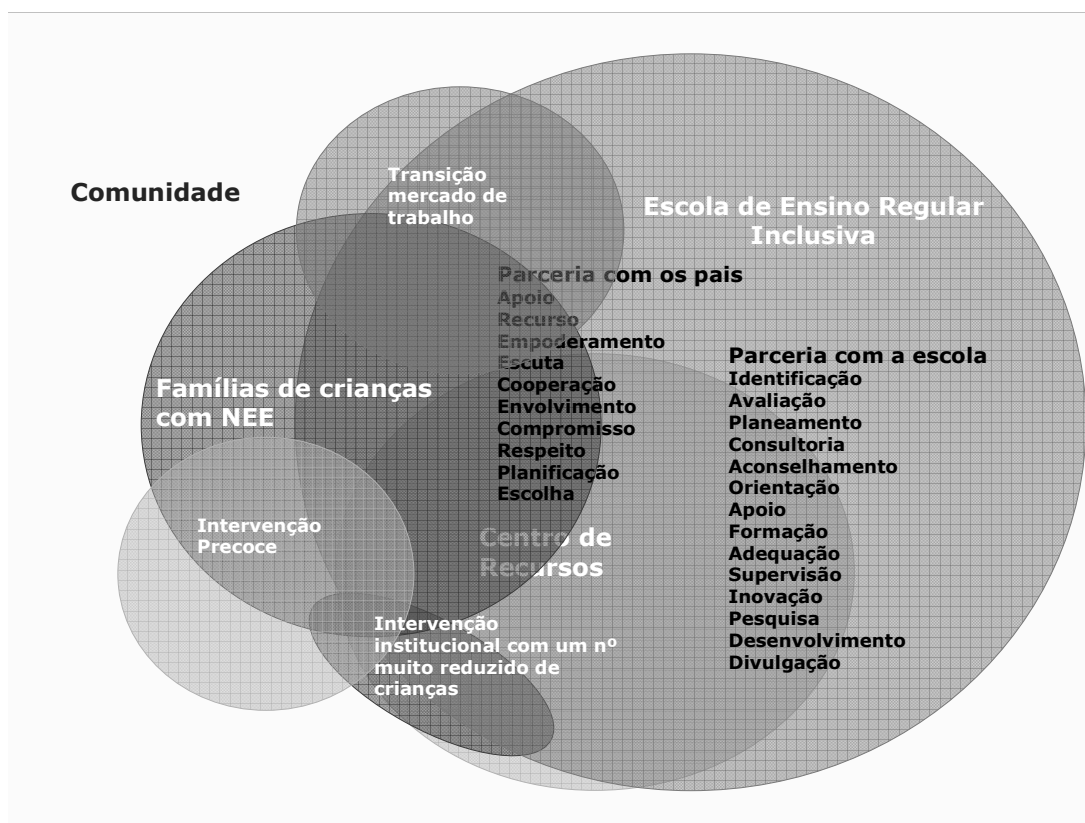 Transição
mercado de
trabalho
Comunidade
Escola de Ensino Regular
Inclusiva
Parceria com os pais
Apoio
Recurso
Empoderamento
Escuta
Cooperação
Envolvimento
Compromisso
Respeito
Planificação
Escolha
Parceria com a escola
Identificação
Avaliação
Planeamento
Consultoria
Aconselhamento
Orientação
Apoio
Formação
Adequação
Supervisão
Inovação
Pesquisa
Desenvolvimento
Divulgação
Famílias de crianças
com NEE
Intervenção
Precoce
Centro de
Recursos
Intervenção
institucional com um nº
muito reduzido de
crianças